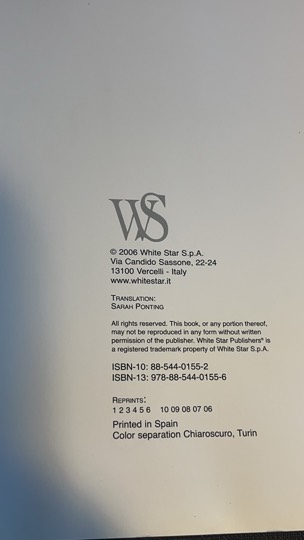 WS
© 2006 White Star S.p.A.
Via Candido Sassone, 22-24
13100 Vercelli - Italy
www.whitestar.it
TRANSLATION:
SARAH PONTING
All rights reserved. This book, or any portion thereof,
may not be reproduced in any form without written
permission of the publisher. White Star Publishers® is
a registered trademark property of White Star S.p.A.
ISBN-10: 88-544-0155-2
ISBN-13: 978-88-544-0155-6
REPRINTS:
1 2 3 4 5 6 10 09 08 07 06
Printed in Spain
Color separation Chiaroscuro, Turin